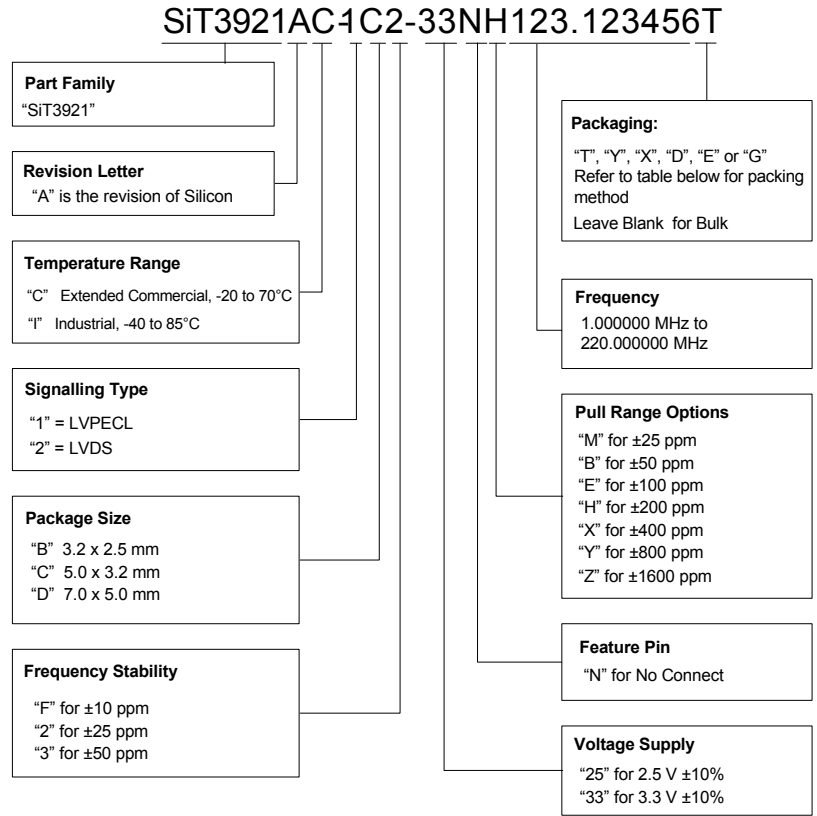 SiT3921AC-1C2-33NH123.123456T
Part Family
“SiT3921”
Revision Letter
“A” is the revision of Silicon
Temperature Range
“C” Extended Commercial, -20 to 70°C
“I” Industrial, -40 to 85°C
Signalling Type
“1” = LVPECL
“2” = LVDS
Package Size
“B” 3.2 x 2.5 mm
“C” 5.0 x 3.2 mm
“D” 7.0 x 5.0 mm
Frequency Stability
“F” for ±10 ppm
“2” for ±25 ppm
“3” for ±50 ppm
Packaging:
“T”, “Y”, “X”, “D”, “E” or “G”
Refer to table below for packing
method
Leave Blank for Bulk
Frequency
1.000000 MHz to
220.000000 MHz
Pull Range Options
“M” for ±25 ppm
“B” for ±50 ppm
“E” for ±100 ppm
“H” for ±200 ppm
“X” for ±400 ppm
“Y” for ±800 ppm
“Z” for ±1600 ppm
Feature Pin
“N” for No Connect
Voltage Supply
“25” for 2.5 V ±10%
“33” for 3.3 V ±10%